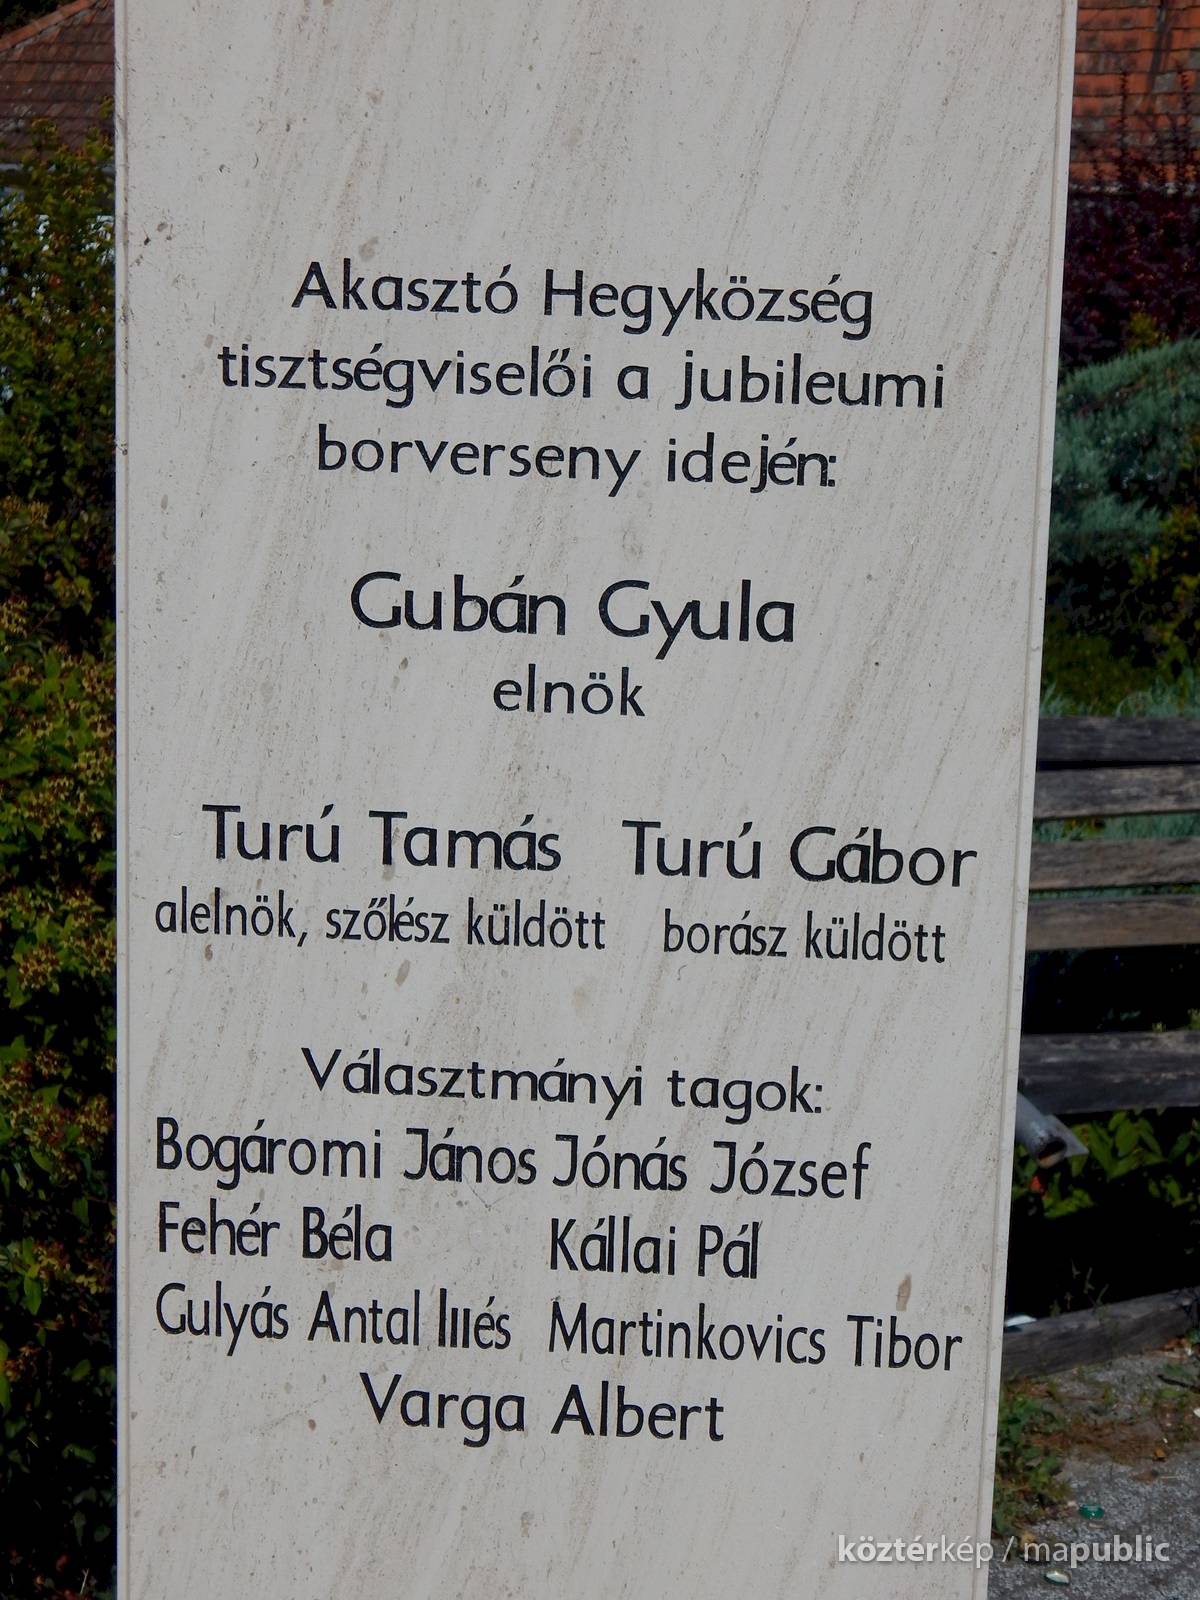 Akasztó Hegyközség
tisztségviselői a jubileumi
borverseny idején:
Gubán Gyula
elnök
Turú Tamás Turú Gábor
alelnök, szőlész küldött borász küldött
Választmányi tagok:
Bogáromi János Jónás József
Fehér Béla Kállai Pál
Gulyás Antal Illés Martinkovics Tibor
Varga Albert
köztérkép / mapublic